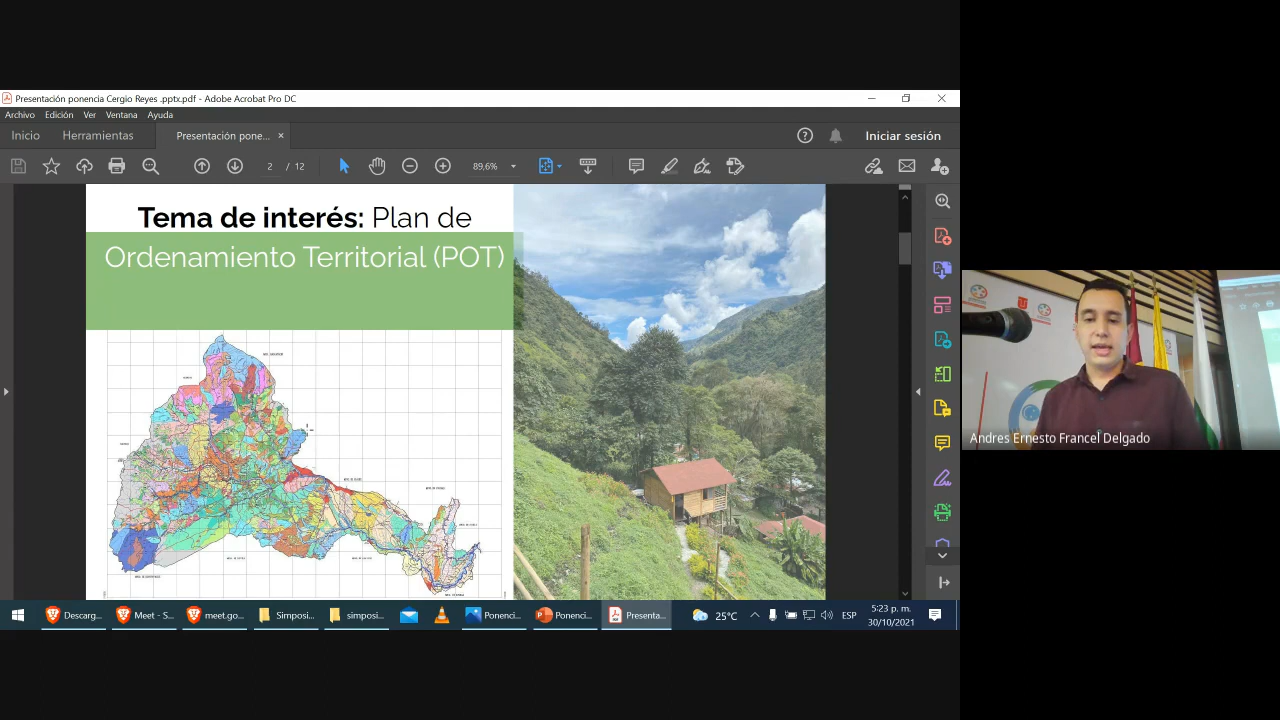 Presentación ponencia Cergio Reyes .pptx.pdf - Adobe Acrobat Pro DC
Archivo Edición Ver Ventana Ayuda
Inicio Herramientas Presentación pone... × Iniciar sesión
2 / 12 89,6%
Tema de interés: Plan de
Ordenamiento Territorial (POT)
Andres Ernesto Francel Delgado
Descarg... Meet - S... meet.go... Simposi... simposi... Ponenci... Ponenci... Presenta... 25°C ESP 5:23 p. m.
30/10/2021